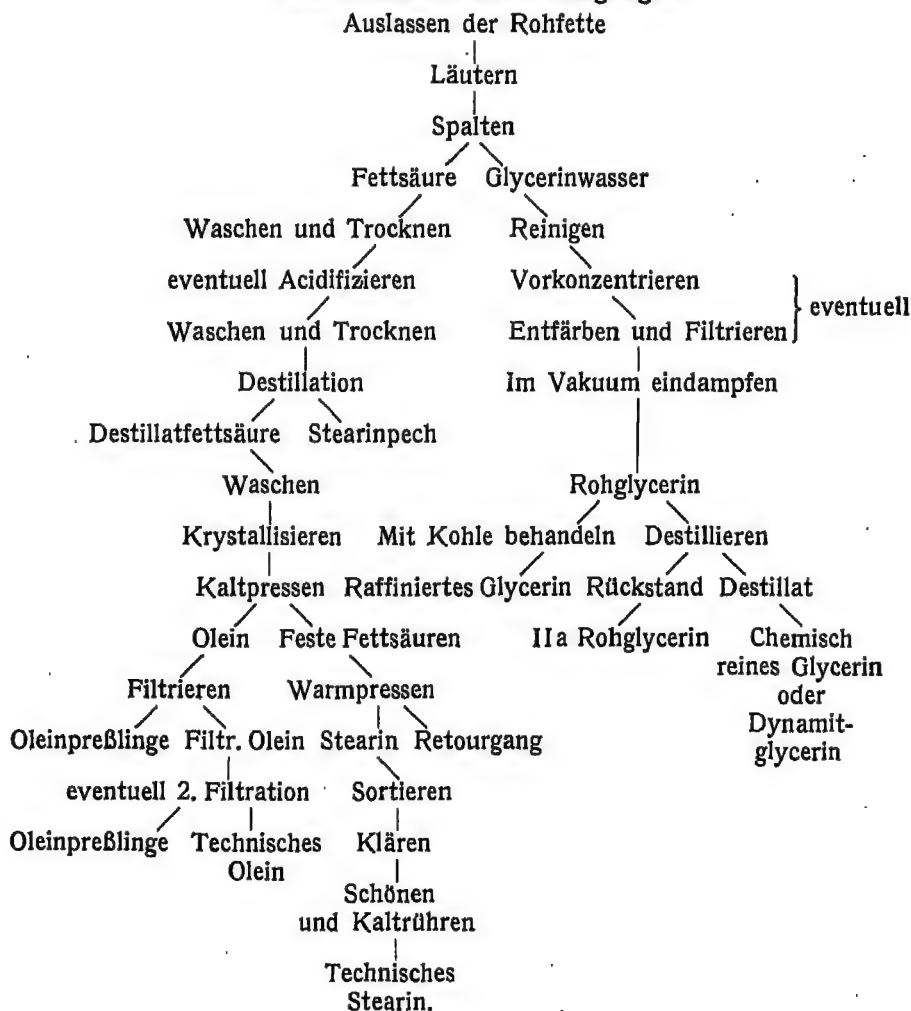 Auslassen der Rohfette
Läutern
Spalten
Fettsäure Glycerinwasser
Waschen und Trocknen Reinigen
eventuell Acidifizieren Vorkonzentrieren
eventuell
Waschen und Trocknen Entfärben und Filtrieren
Destillation Im Vakuum eindampfen
Destillatfettsäure Stearinpech
Waschen Rohglycerin
Krystallisieren Mit Kohle behandeln Destillieren
Kaltpressen Raffiniertes Glycerin Rückstand Destillat
Olein Feste Fettsäuren IIa Rohglycerin Chemisch
reines Glycerin
Filtrieren Warmpressen oder
Dynamit-
Oleinpreßlinge Filtr. Olein Stearin Retourgang glycerin
eventuell 2. Filtration Sortieren
Oleinpreßlinge Technisches Klären
Olein
Schönen
und Kaltrühren
Technisches
Stearin.